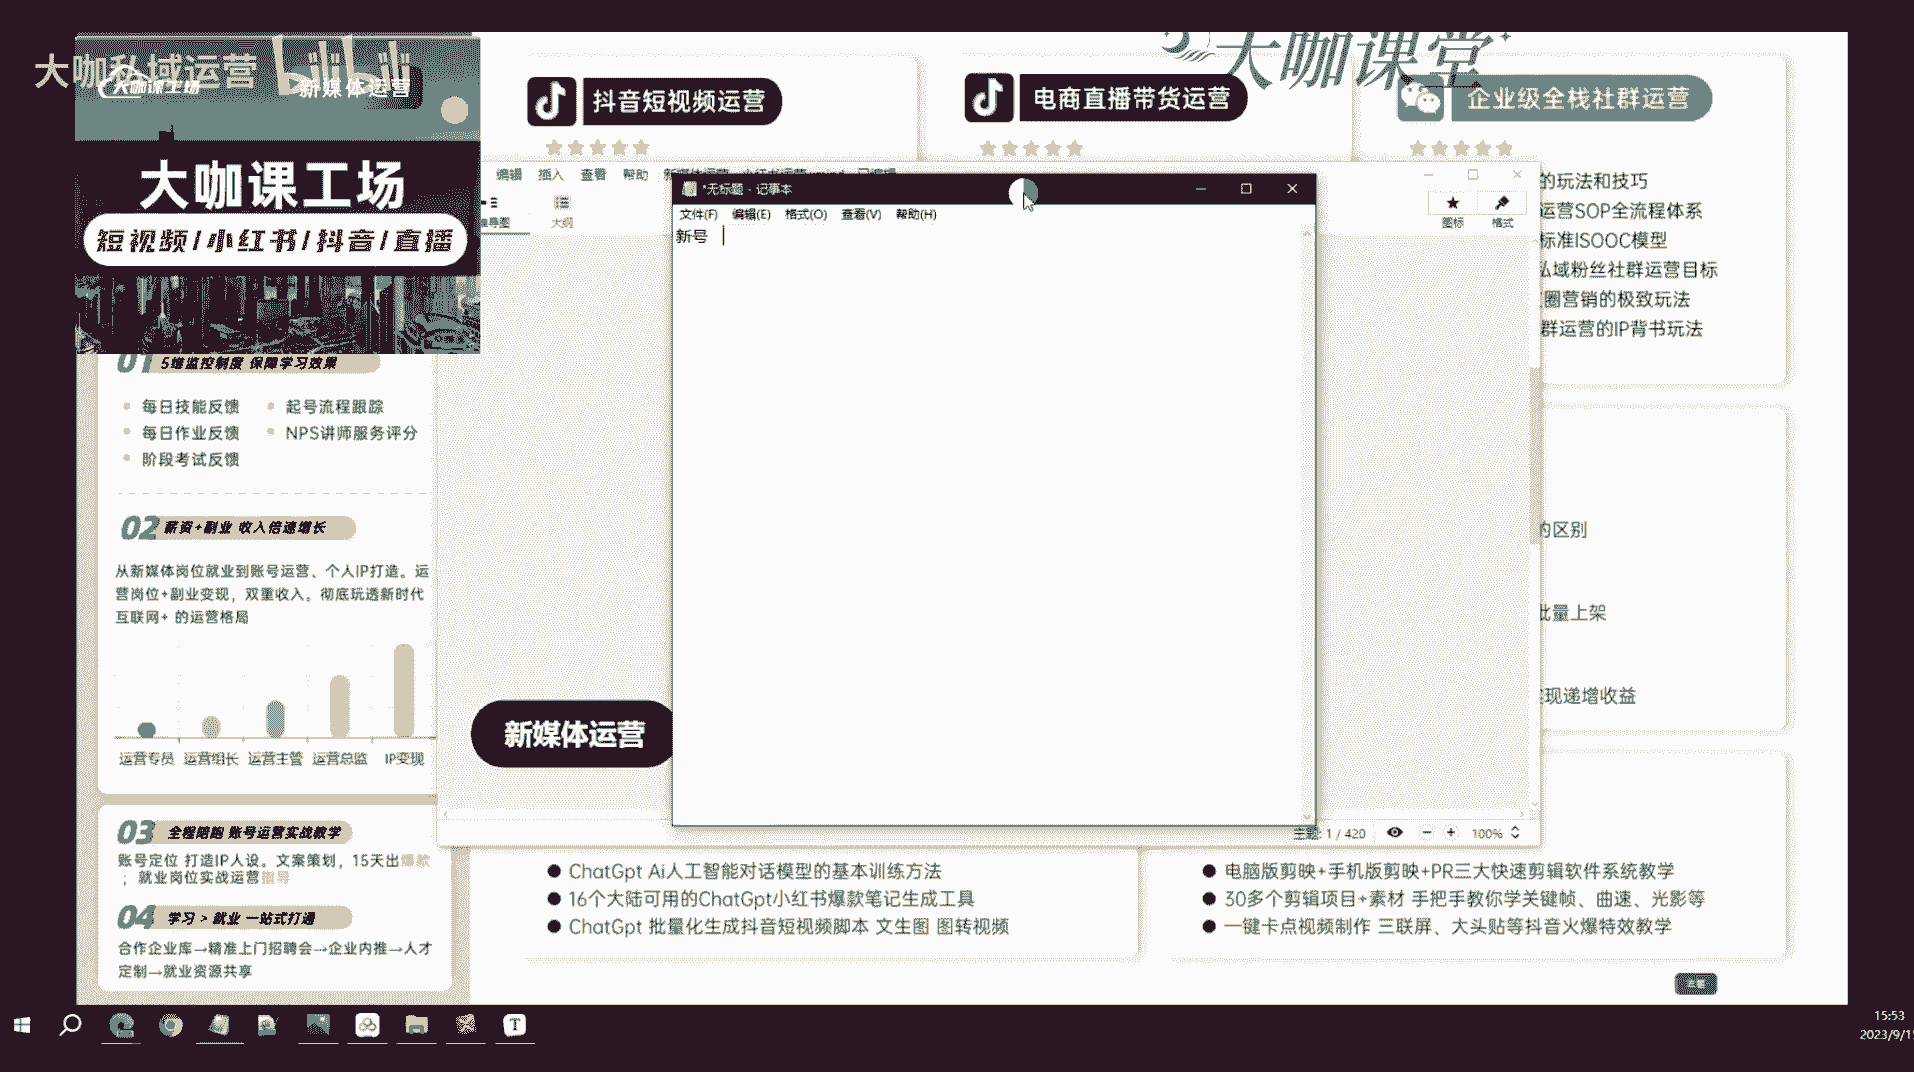 大咖私域运营
bilibili
大咖课工场
新媒体运营
大咖课工场
短视频/小红书/抖音/直播
大咖课堂
抖音短视频运营
电商直播带货运营
企业级全栈社群运营
编辑 插入 查看 帮助
大纲
图标
格式
*无标题 - 记事本
文件(F) 编辑(E) 格式(O) 查看(V) 帮助(H)
新号
的玩法和技巧
运营SOP全流程体系
标准ISOOC模型
私域粉丝社群运营目标
圈营销的极致玩法
群运营的IP背书玩法
01 5维监控制度 保障学习效果
每日技能反馈
起号流程跟踪
每日作业反馈
NPS讲师服务评分
阶段考试反馈
02 薪资+副业 收入倍速增长
从新媒体岗位就业到账号运营、个人IP打造。运
营岗位+副业变现，双重收入。彻底玩透新时代
互联网+ 的运营格局
运营专员 运营组长 运营主管 运营总监 IP变现
03 全程陪跑 账号运营实战教学
账号定位 打造IP人设，文案策划，15天出爆款
；就业岗位实战运营指导
04 学习 > 就业 一站式打通
合作企业库→精准上门招聘会→企业内推→人才
定制→就业资源共享
新媒体运营
的区别
批量上架
现递增收益
主题: 1 / 420
100%
ChatGpt Ai人工智能对话模型的基本训练方法
16个大陆可用的ChatGpt小红书爆款笔记生成工具
ChatGpt 批量化生成抖音短视频脚本 文生图 图转视频
电脑版剪映+手机版剪映+PR三大快速剪辑软件系统教学
30多个剪辑项目+素材 手把手教你学关键帧、曲速、光影等
一键卡点视频制作 三联屏、大头贴等抖音火爆特效教学
15:53